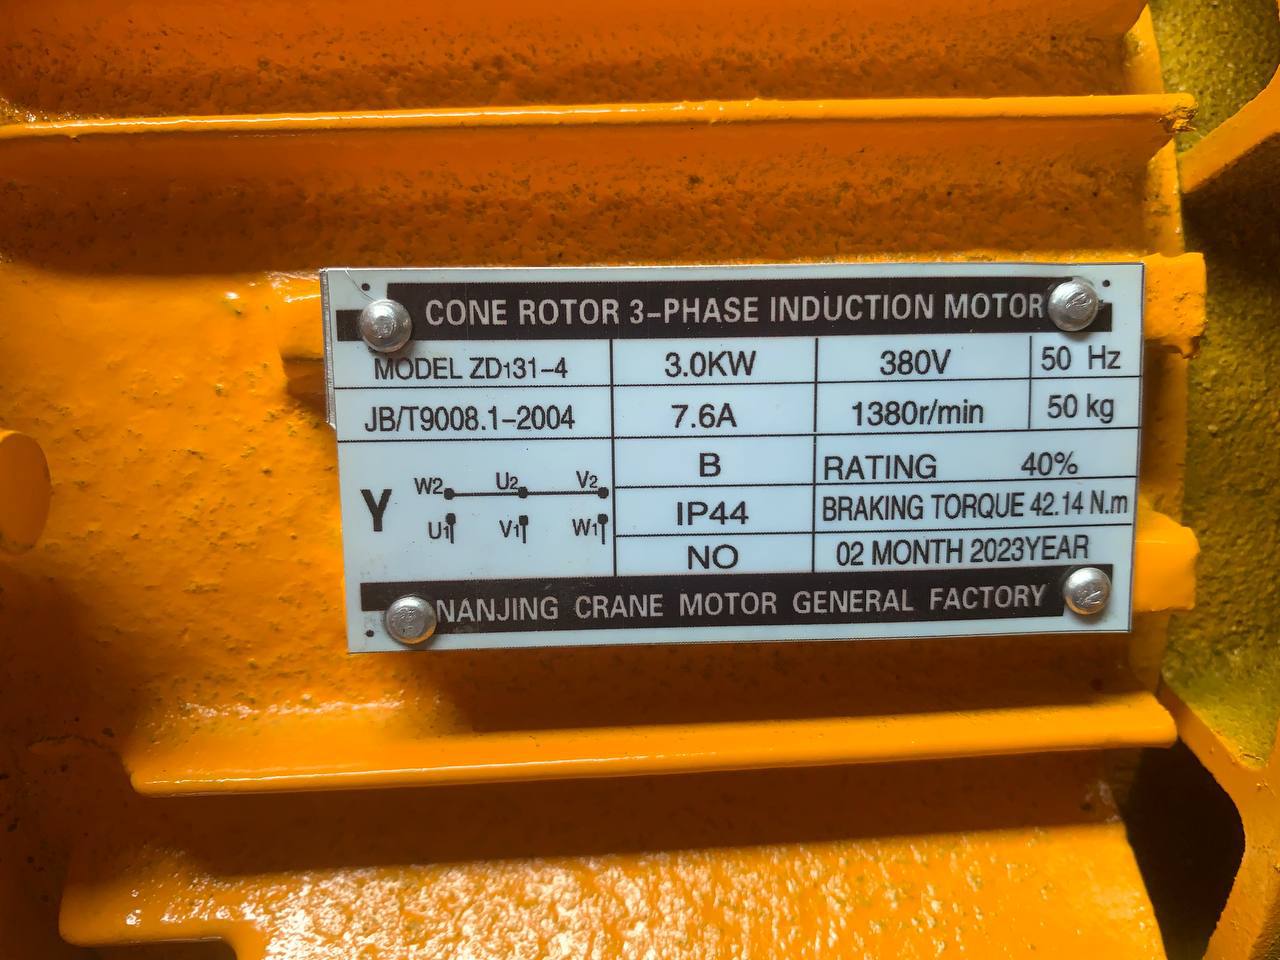 CONE ROTOR 3-PHASE INDUCTION MOTOR
MODEL ZD₁31-4 3.0KW 380V 50 Hz
JB/T9008.1-2004 7.6A 1380r/min 50 kg
B RATING 40%
Y W2 U2 V2
U1 V1 W1
IP44 BRAKING TORQUE 42.14 N.m
NO 02 MONTH 2023YEAR
NANJING CRANE MOTOR GENERAL FACTORY